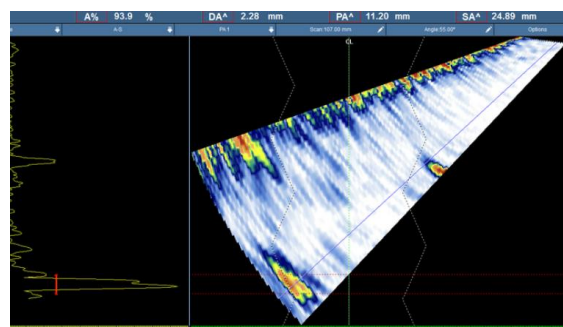 A% 93.9 % DA^ 2.28 mm PA^ 11.20 mm SA^ 24.89 mm
A-S PA 1 Scan:107.00 mm Angle:55.00° Options
CL